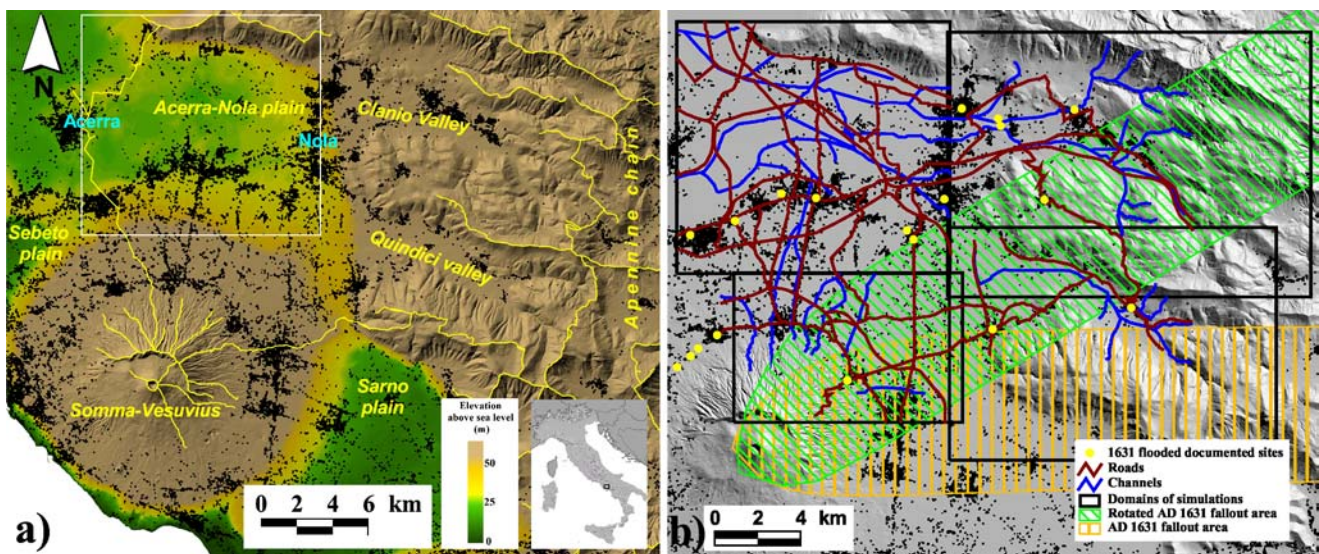 N
Acerra
Acerra-Nola plain
Nola
Clanio Valley
Apennine chain
Quindici valley
Sebeto
plain
Somma-Vesuvius
Sarno
plain
Elevation
above sea level
(m)
50
25
0
0 2 4 6
km
a)
1631 flooded documented sites
Roads
Channels
Domains of simulations
Rotated AD 1631 fallout area
AD 1631 fallout area
0 2 4
km
b)